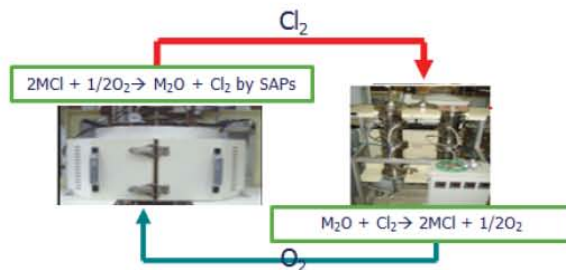 Cl₂
2MCl + 1/2O₂→ M₂O + Cl₂ by SAPs
M₂O + Cl₂→ 2MCl + 1/2O₂
O₂